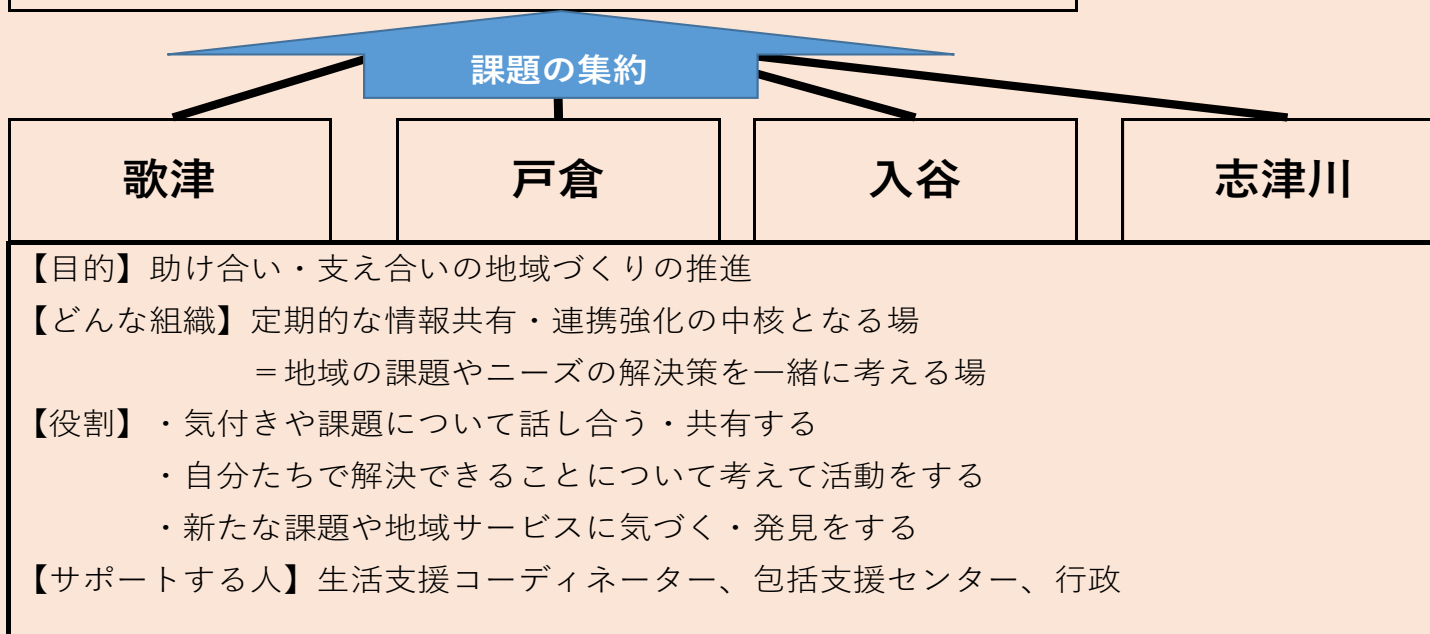 課題の集約
歌津
戸倉
入谷
志津川
【目的】助け合い・支え合いの地域づくりの推進
【どんな組織】定期的な情報共有・連携強化の中核となる場
＝地域の課題やニーズの解決策を一緒に考える場
【役割】・気付きや課題について話し合う・共有する
・自分たちで解決できることについて考えて活動をする
・新たな課題や地域サービスに気づく・発見をする
【サポートする人】生活支援コーディネーター、包括支援センター、行政